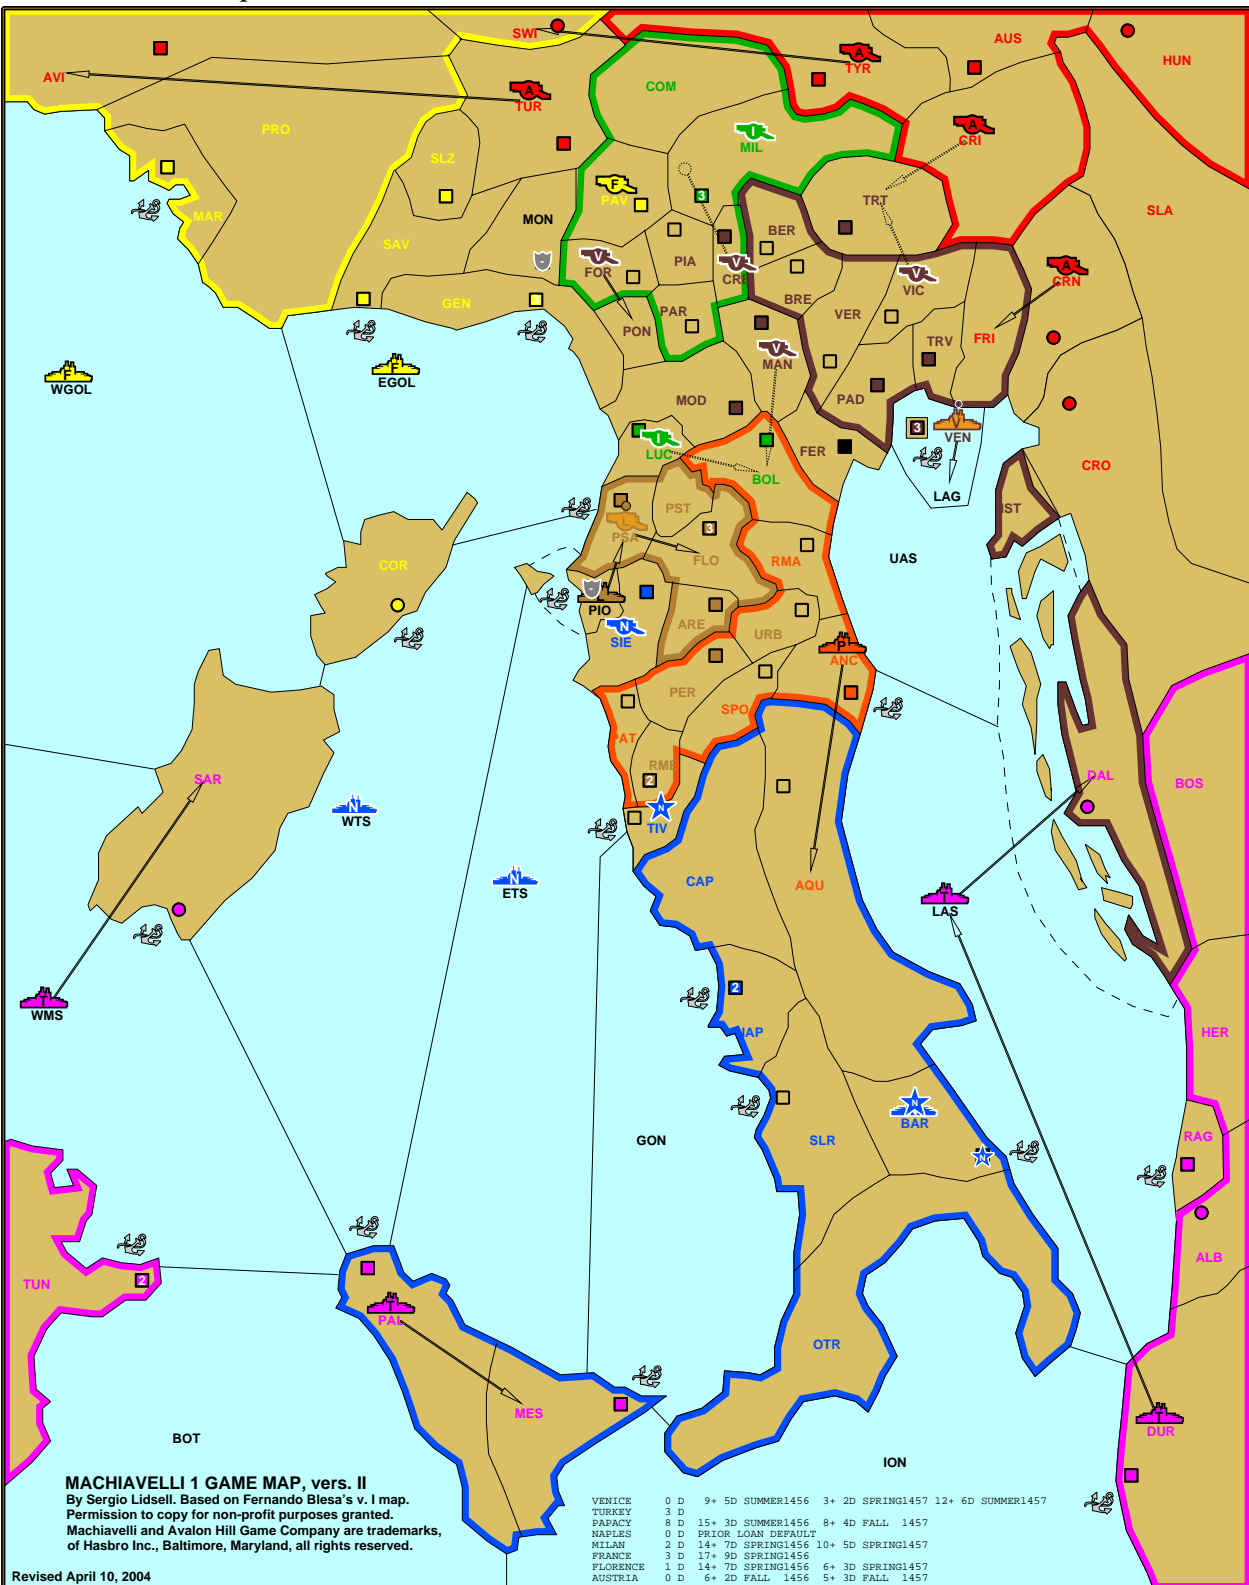 SWI
AUS
HUN
TYR
AVI
COM
TUR
PRO
MIL
CRI
SLZ
PAV
TRT
MAR
MON
SLA
SAV
BER
FOR
PIA
CRE
VIC
CRN
GEN
BRE
PAR
VER
PON
TRV
FRI
MAN
WGOL
EGOL
MOD
PAD
VEN
LUC
FER
BOL
CRO
LAG
PST
IST
PSA
FLO
RMA
UAS
COR
PIO
ARE
URB
SIE
ANC
PER
SPO
PAT
RME
SAR
DAL
BOS
WTS
TIV
CAP
AQU
ETS
LAS
WMS
NAP
HER
BAR
GON
SLR
RAG
TUN
ALB
PAL
OTR
MES
DUR
BOT
ION
MACHIAVELLI 1 GAME MAP, vers. II
By Sergio Lidsell. Based on Fernando Blesa's v. I map.
Permission to copy for non-profit purposes granted.
Machiavelli and Avalon Hill Game Company are trademarks,
of Hasbro Inc., Baltimore, Maryland, all rights reserved.
Revised April 10, 2004
VENICE 0 D 9+ 5D SUMMER1456 3+ 2D SPRING1457 12+ 6D SUMMER1457
TURKEY 3 D
PAPACY 8 D 15+ 3D SUMMER1456 8+ 4D FALL 1457
NAPLES 0 D PRIOR LOAN DEFAULT
MILAN 2 D 14+ 7D SPRING1456 10+ 5D SPRING1457
FRANCE 3 D 17+ 9D SPRING1456
FLORENCE 1 D 14+ 7D SPRING1456 6+ 3D SPRING1457
AUSTRIA 0 D 6+ 2D FALL 1456 5+ 3D FALL 1457